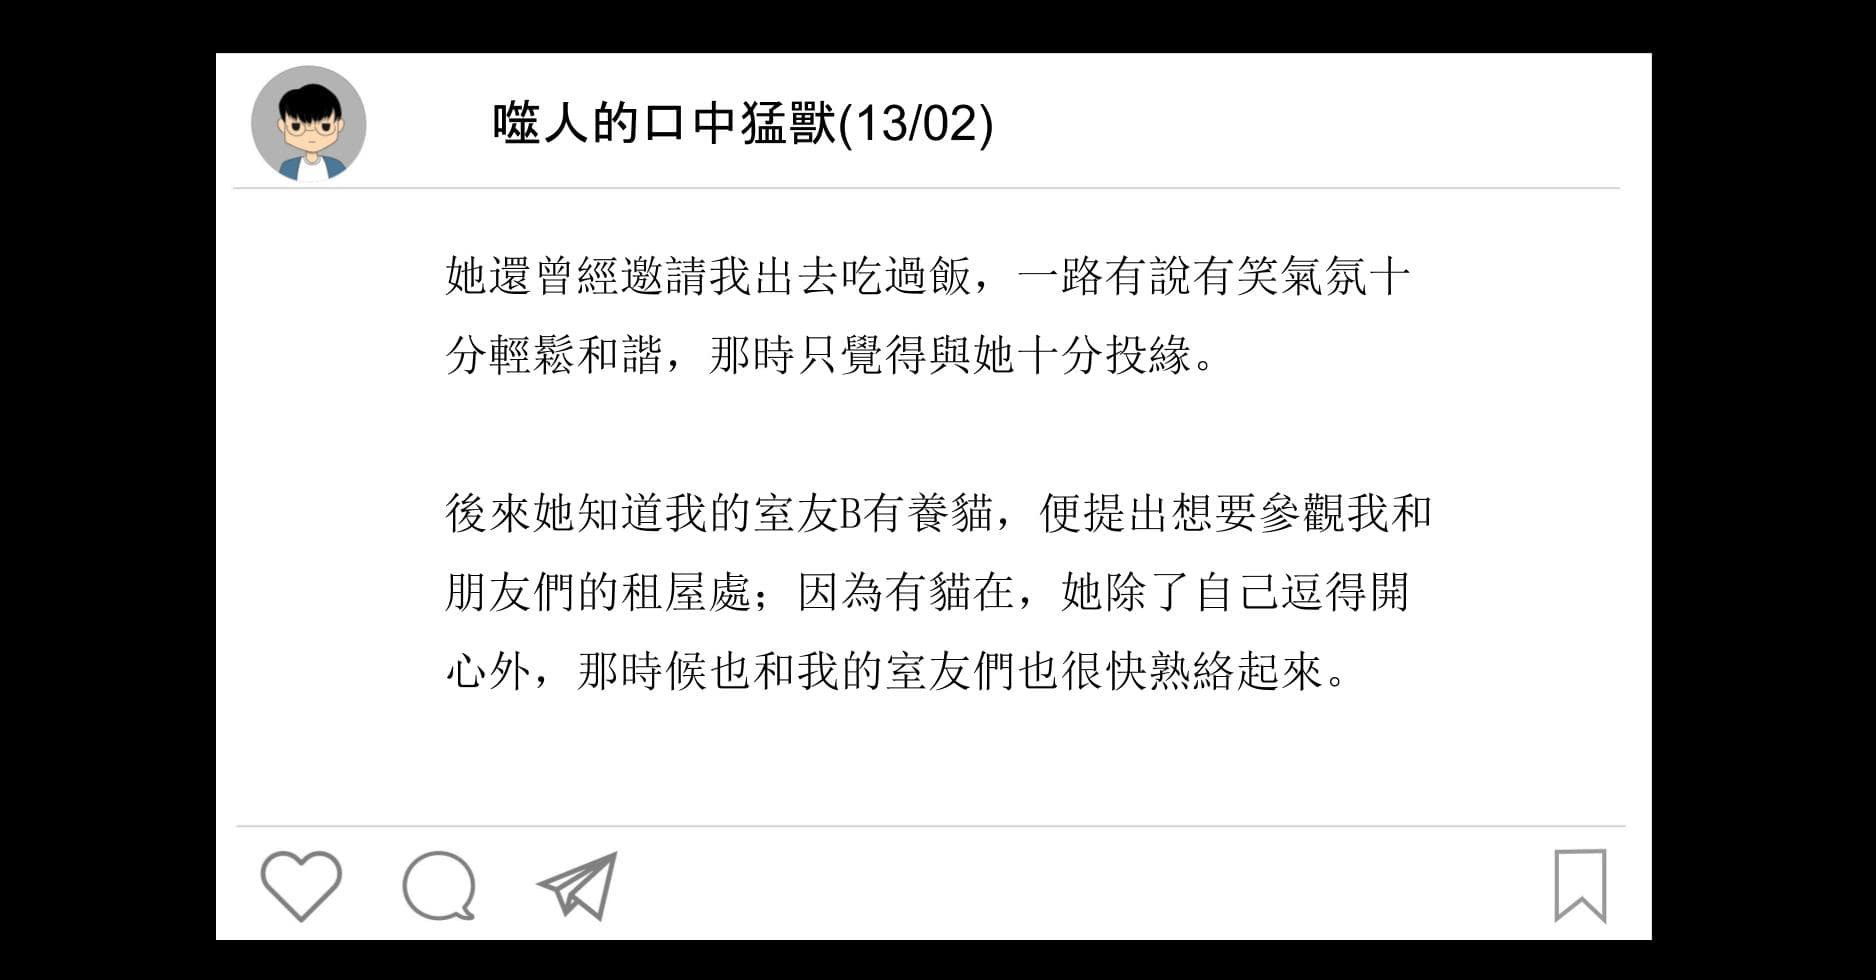 噬人的口中猛獸(13/02)
她還曾經邀請我出去吃過飯，一路有說有笑氣氛十
分輕鬆和諧，那時只覺得與她十分投緣。
後來她知道我的室友B有養貓，便提出想要參觀我和
朋友們的租屋處；因為有貓在，她除了自己逗得開
心外，那時候也和我的室友們也很快熟絡起來。